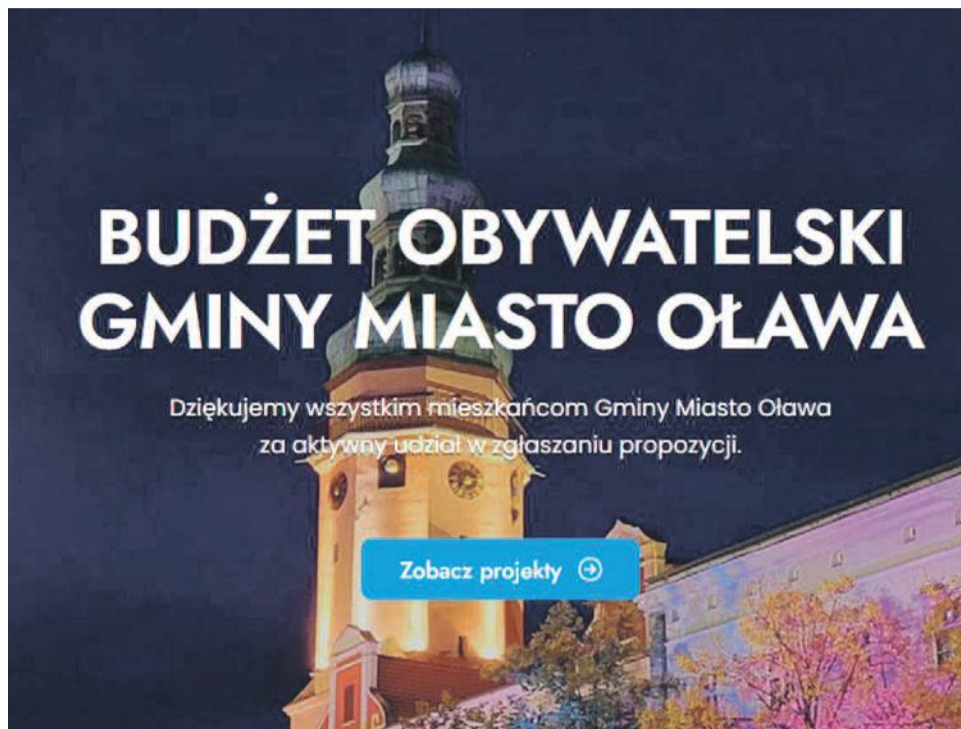 BUDŻET OBYWATELSKI
GMINY MIASTO OŁAWA
Dziękujemy wszystkim mieszkańcom Gminy Miasto Oława
za aktywny udział w zgłaszaniu propozycji.
Zobacz projekty